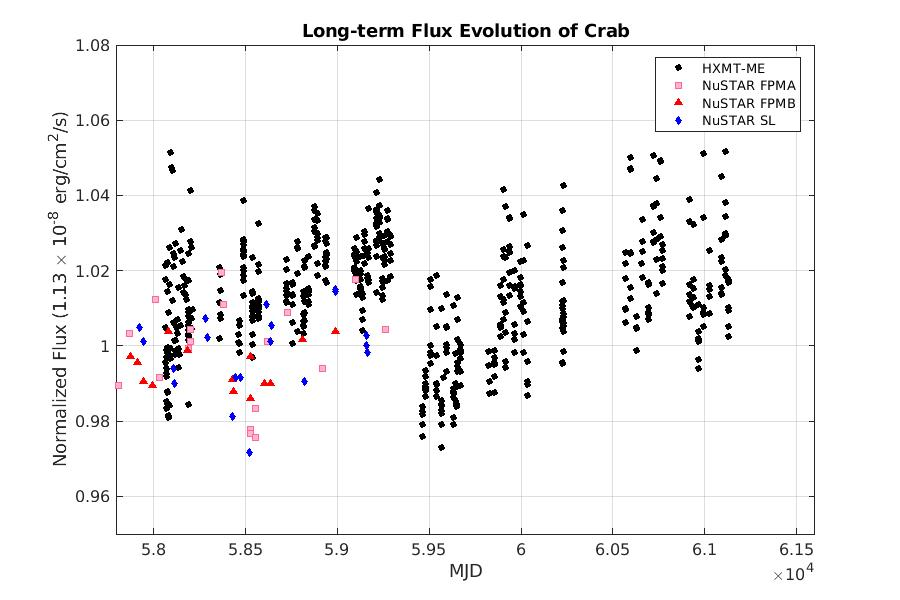 Long-term Flux Evolution of Crab
HXMT-ME
NuSTAR FPMA
NuSTAR FPMB
NuSTAR SL
Normalized Flux (1.13 × 10⁻⁸ erg/cm²/s)
1.08
1.06
1.04
1.02
1
0.98
0.96
5.8 5.85 5.9 5.95 6 6.05 6.1 6.15
MJD
×10⁴